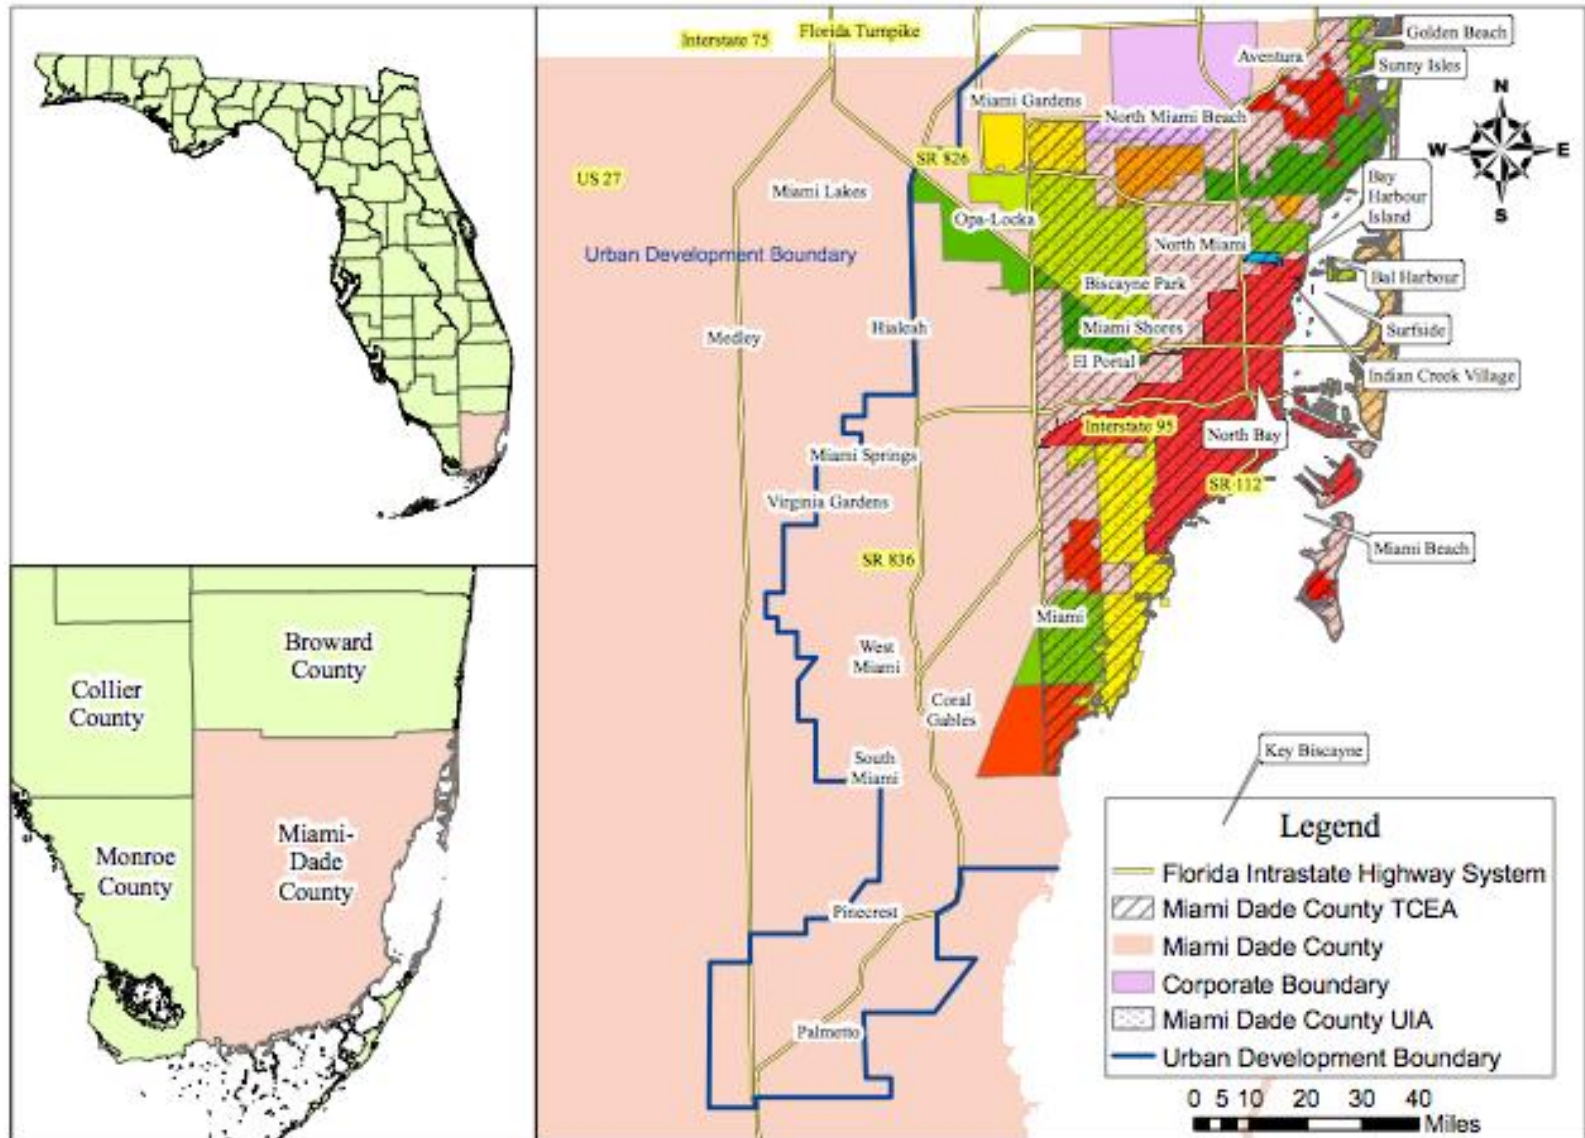 Interstate 75
Florida Turnpike
Golden Beach
Aventura
Sunny Isles
Miami Gardens
North Miami Beach
N
W
E
S
SR 826
US 27
Miami Lakes
Bay
Harbour
Island
Opa-Locka
North Miami
Urban Development Boundary
Bal Harbour
Biscayne Park
Hialeah
Miami Shores
Surfside
Medley
El Portal
Indian Creek Village
Interstate 95
North Bay
Miami Springs
SR 112
Virginia Gardens
Miami Beach
SR 836
Miami
West
Miami
Coral
Gables
South
Miami
Key Biscayne
Pinecrest
Palmetto
Broward
County
Collier
County
Miami-
Dade
County
Monroe
County
Legend
Florida Intrastate Highway System
Miami Dade County TCEA
Miami Dade County
Corporate Boundary
Miami Dade County UIA
Urban Development Boundary
0 5 10 20 30 40
Miles